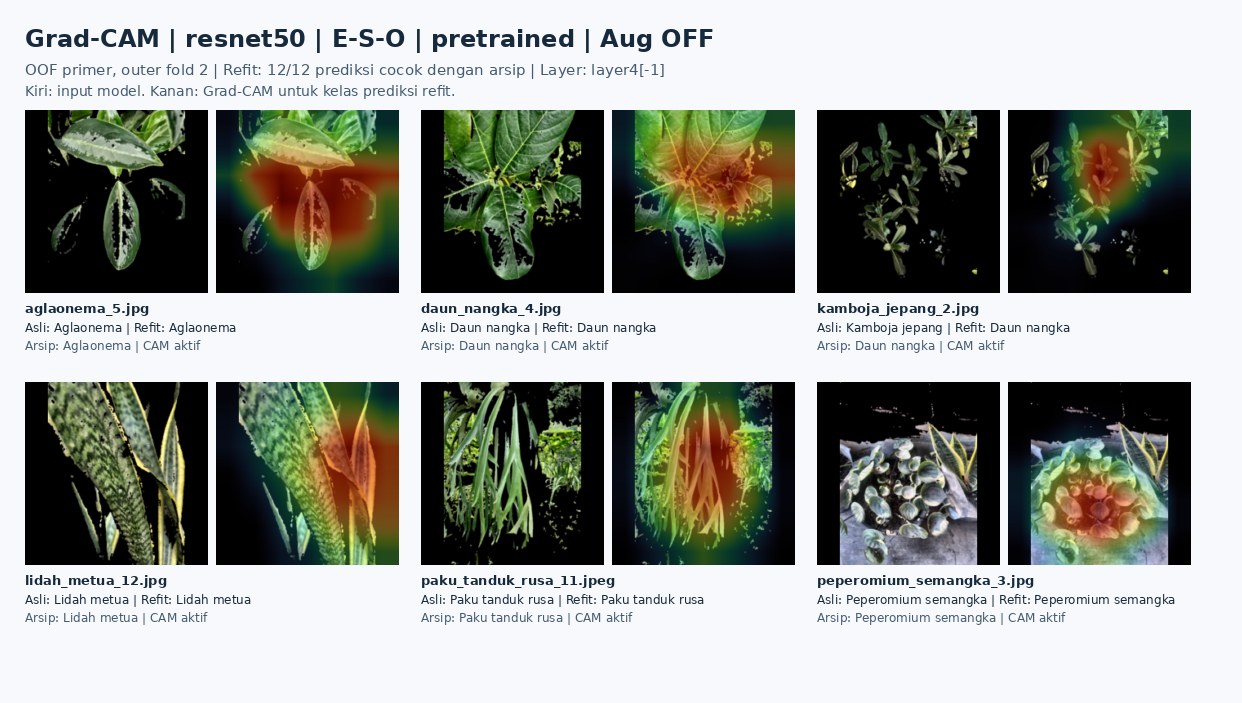 Grad-CAM | resnet50 | E-S-O | pretrained | Aug OFF
OOF primer, outer fold 2 | Refit: 12/12 prediksi cocok dengan arsip | Layer: layer4[-1]
Kiri: input model. Kanan: Grad-CAM untuk kelas prediksi refit.
aglaonema_5.jpg
Asli: Aglaonema | Refit: Aglaonema
Arsip: Aglaonema | CAM aktif
daun_nangka_4.jpg
Asli: Daun nangka | Refit: Daun nangka
Arsip: Daun nangka | CAM aktif
kamboja_jepang_2.jpg
Asli: Kamboja jepang | Refit: Daun nangka
Arsip: Daun nangka | CAM aktif
lidah_metua_12.jpg
Asli: Lidah metua | Refit: Lidah metua
Arsip: Lidah metua | CAM aktif
paku_tanduk_rusa_11.jpeg
Asli: Paku tanduk rusa | Refit: Paku tanduk rusa
Arsip: Paku tanduk rusa | CAM aktif
peperomium_semangka_3.jpg
Asli: Peperomium semangka | Refit: Peperomium semangka
Arsip: Peperomium semangka | CAM aktif